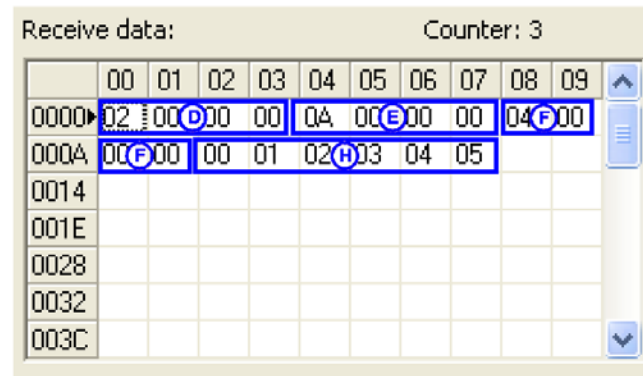 Receive data: Counter: 3
00 01 02 03 04 05 06 07 08 09
0000 02 00 D 00 00 0A 00 E 00 00 04 F 00
000A 00 F 00 00 01 02 H 03 04 05
0014
001E
0028
0032
003C